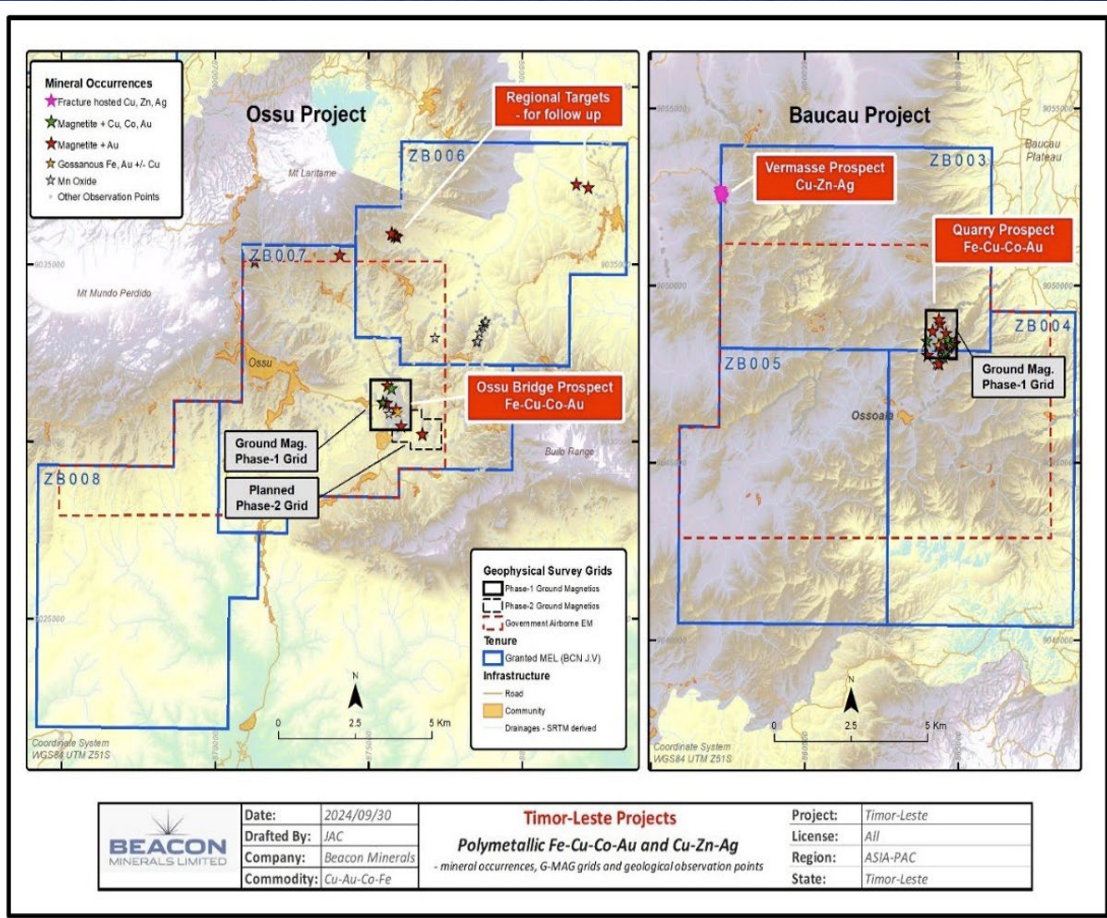 Mineral Occurrences
Fracture hosted Cu, Zn, Ag
Magnetite + Cu, Co, Au
Magnetite + Au
Gossanous Fe, Au +/- Cu
Mn Oxide
Other Observation Points
Ossu Project
Regional Targets
- for follow up
Mt Laritame
ZB006
ZB007
9035000
9035000
Mt Mundo Perdido
Ossu
Ossu Bridge Prospect
Fe-Cu-Co-Au
Ground Mag.
Phase-1 Grid
Builo Range
ZB008
Planned
Phase-2 Grid
Geophysical Survey Grids
Phase-1 Ground Magnetics
Phase-2 Ground Magnetics
Government Airborne EM
Tenure
Granted MEL (BCN J.V)
Infrastructure
Road
Community
Drainages - SRTM derived
N
0 2.5 5 Km
Coordinate System
WGS84 UTM Z51S
Baucau Project
9055000
9055000
Baucau
Plateau
ZB003
Vermasse Prospect
Cu-Zn-Ag
Quarry Prospect
Fe-Cu-Co-Au
9050000
9050000
ZB004
ZB005
Ground Mag.
Phase-1 Grid
Ossoala
9040000
9040000
N
0 2.5 5 Km
Coordinate System
WGS84 UTM Z51S
BEACON
MINERALS LIMITED
Date: 2024/09/30
Drafted By: JAC
Company: Beacon Minerals
Commodity: Cu-Au-Co-Fe
Timor-Leste Projects
Polymetallic Fe-Cu-Co-Au and Cu-Zn-Ag
- mineral occurrences, G-MAG grids and geological observation points
Project: Timor-Leste
License: All
Region: ASIA-PAC
State: Timor-Leste